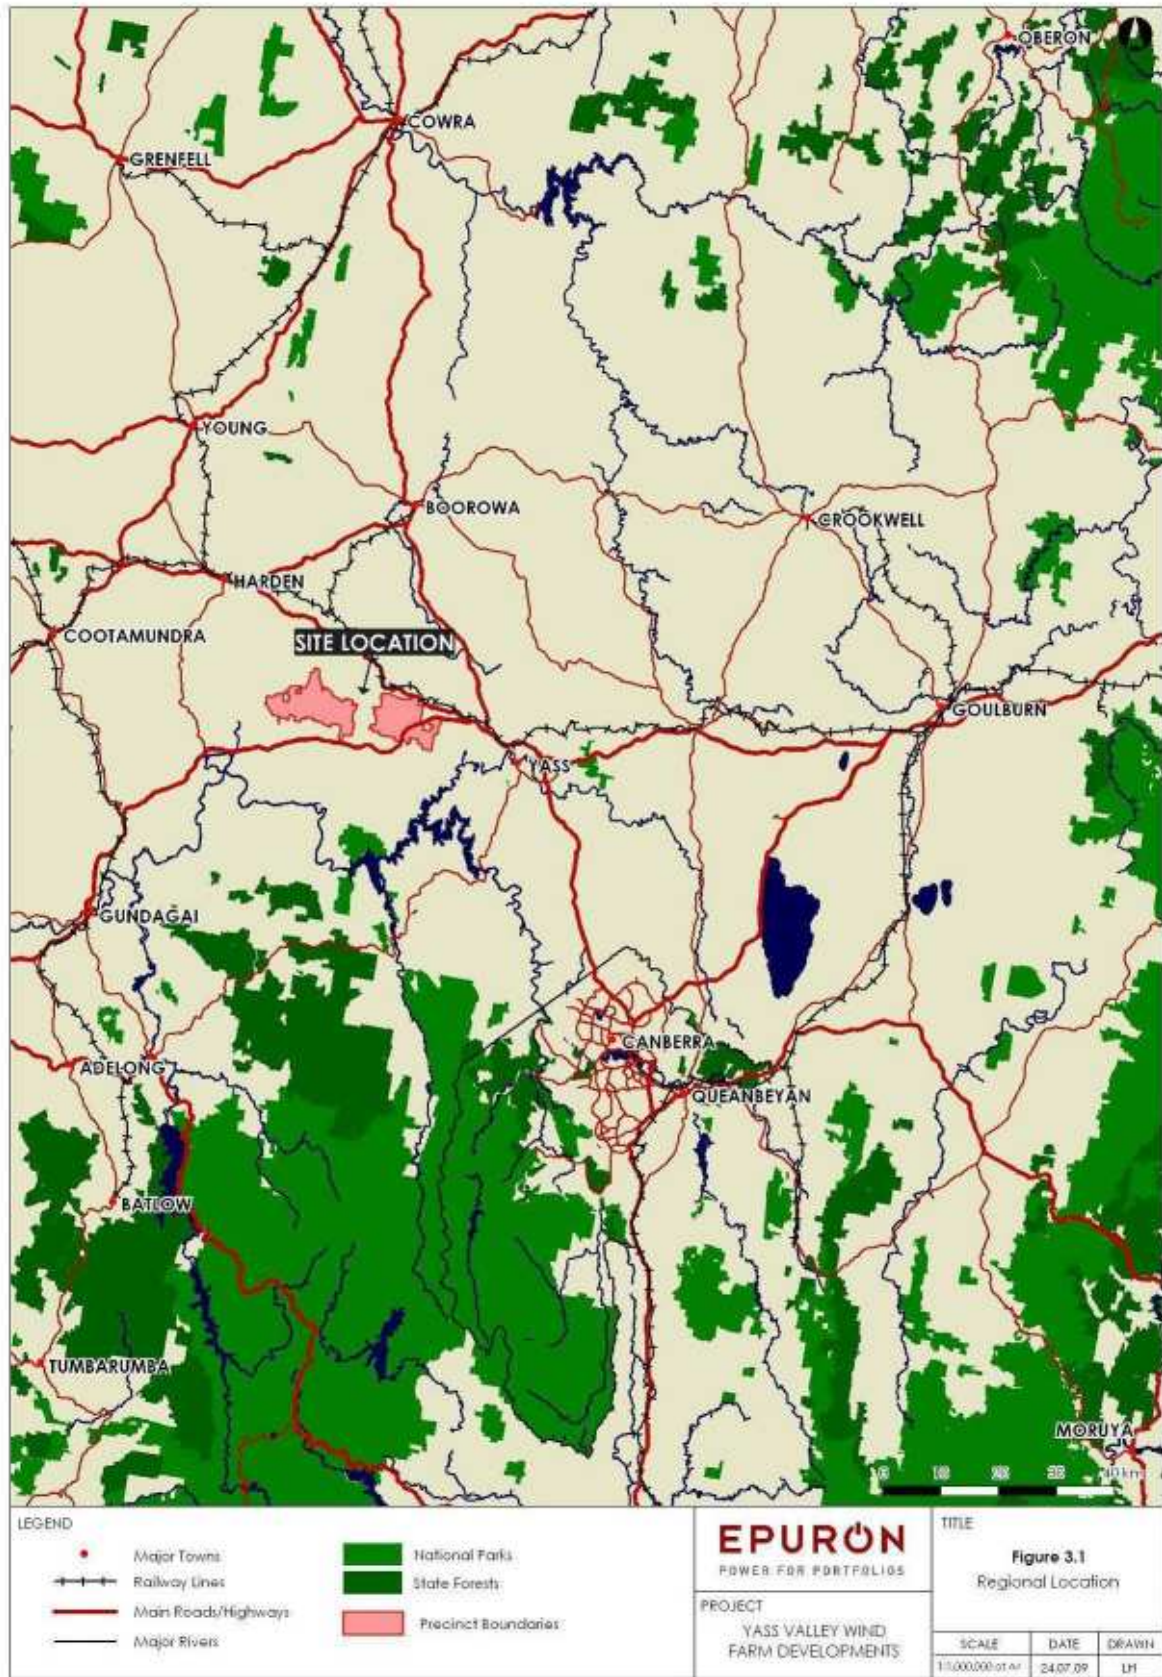 OBERON
COWRA
GRENFELL
YOUNG
BOOROWA
CROOKWELL
HARDEN
COOTAMUNDRA
SITE LOCATION
GOULBURN
YASS
GUNDAGAI
CANBERRA
ADELONG
QUEANBEYAN
BATLOW
TUMBARUMBA
MORUYA
0 10 20 30 40 km
LEGEND
Major Towns
Railway Lines
Main Roads/Highways
Major Rivers
National Parks
State Forests
Precinct Boundaries
EPURON
POWER FOR PORTFOLIOS
PROJECT
YASS VALLEY WIND
FARM DEVELOPMENTS
TITLE
Figure 3.1
Regional Location
SCALE DATE DRAWN
24.07.09 LH